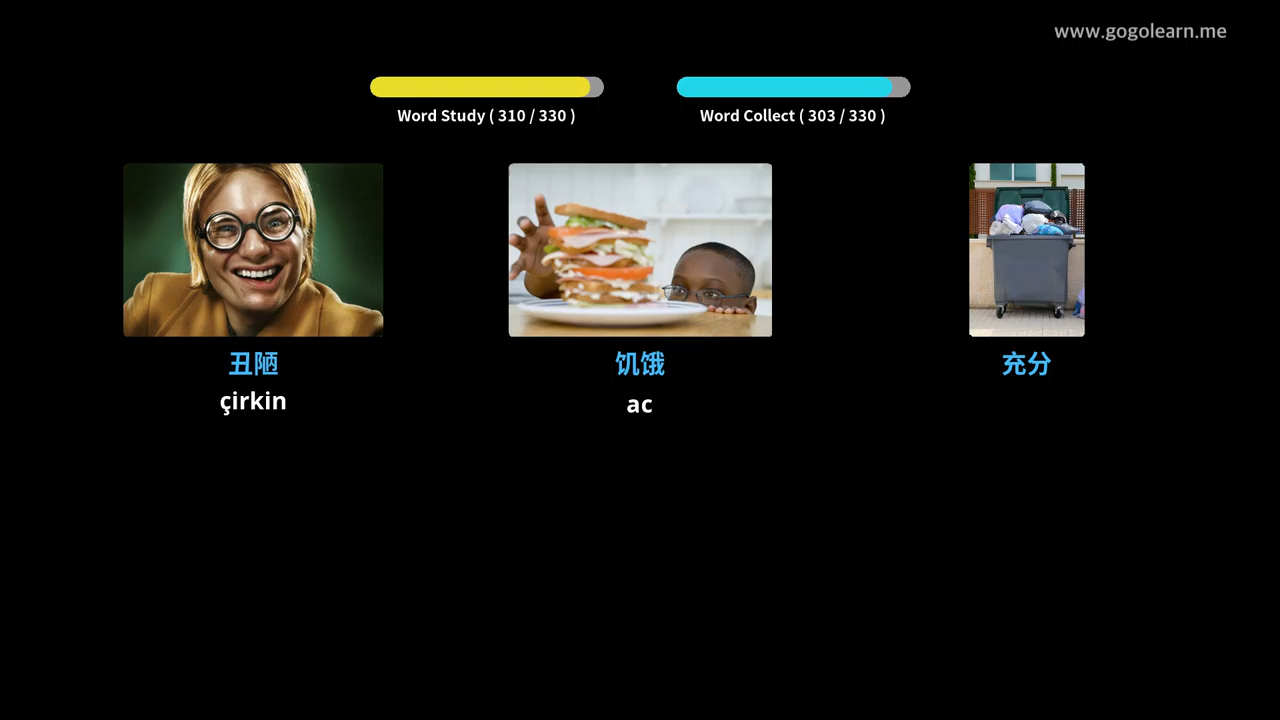 www.gogolearn.me
Word Study ( 310 / 330 )
Word Collect ( 303 / 330 )
丑陋
饥饿
充分
çirkin
ac